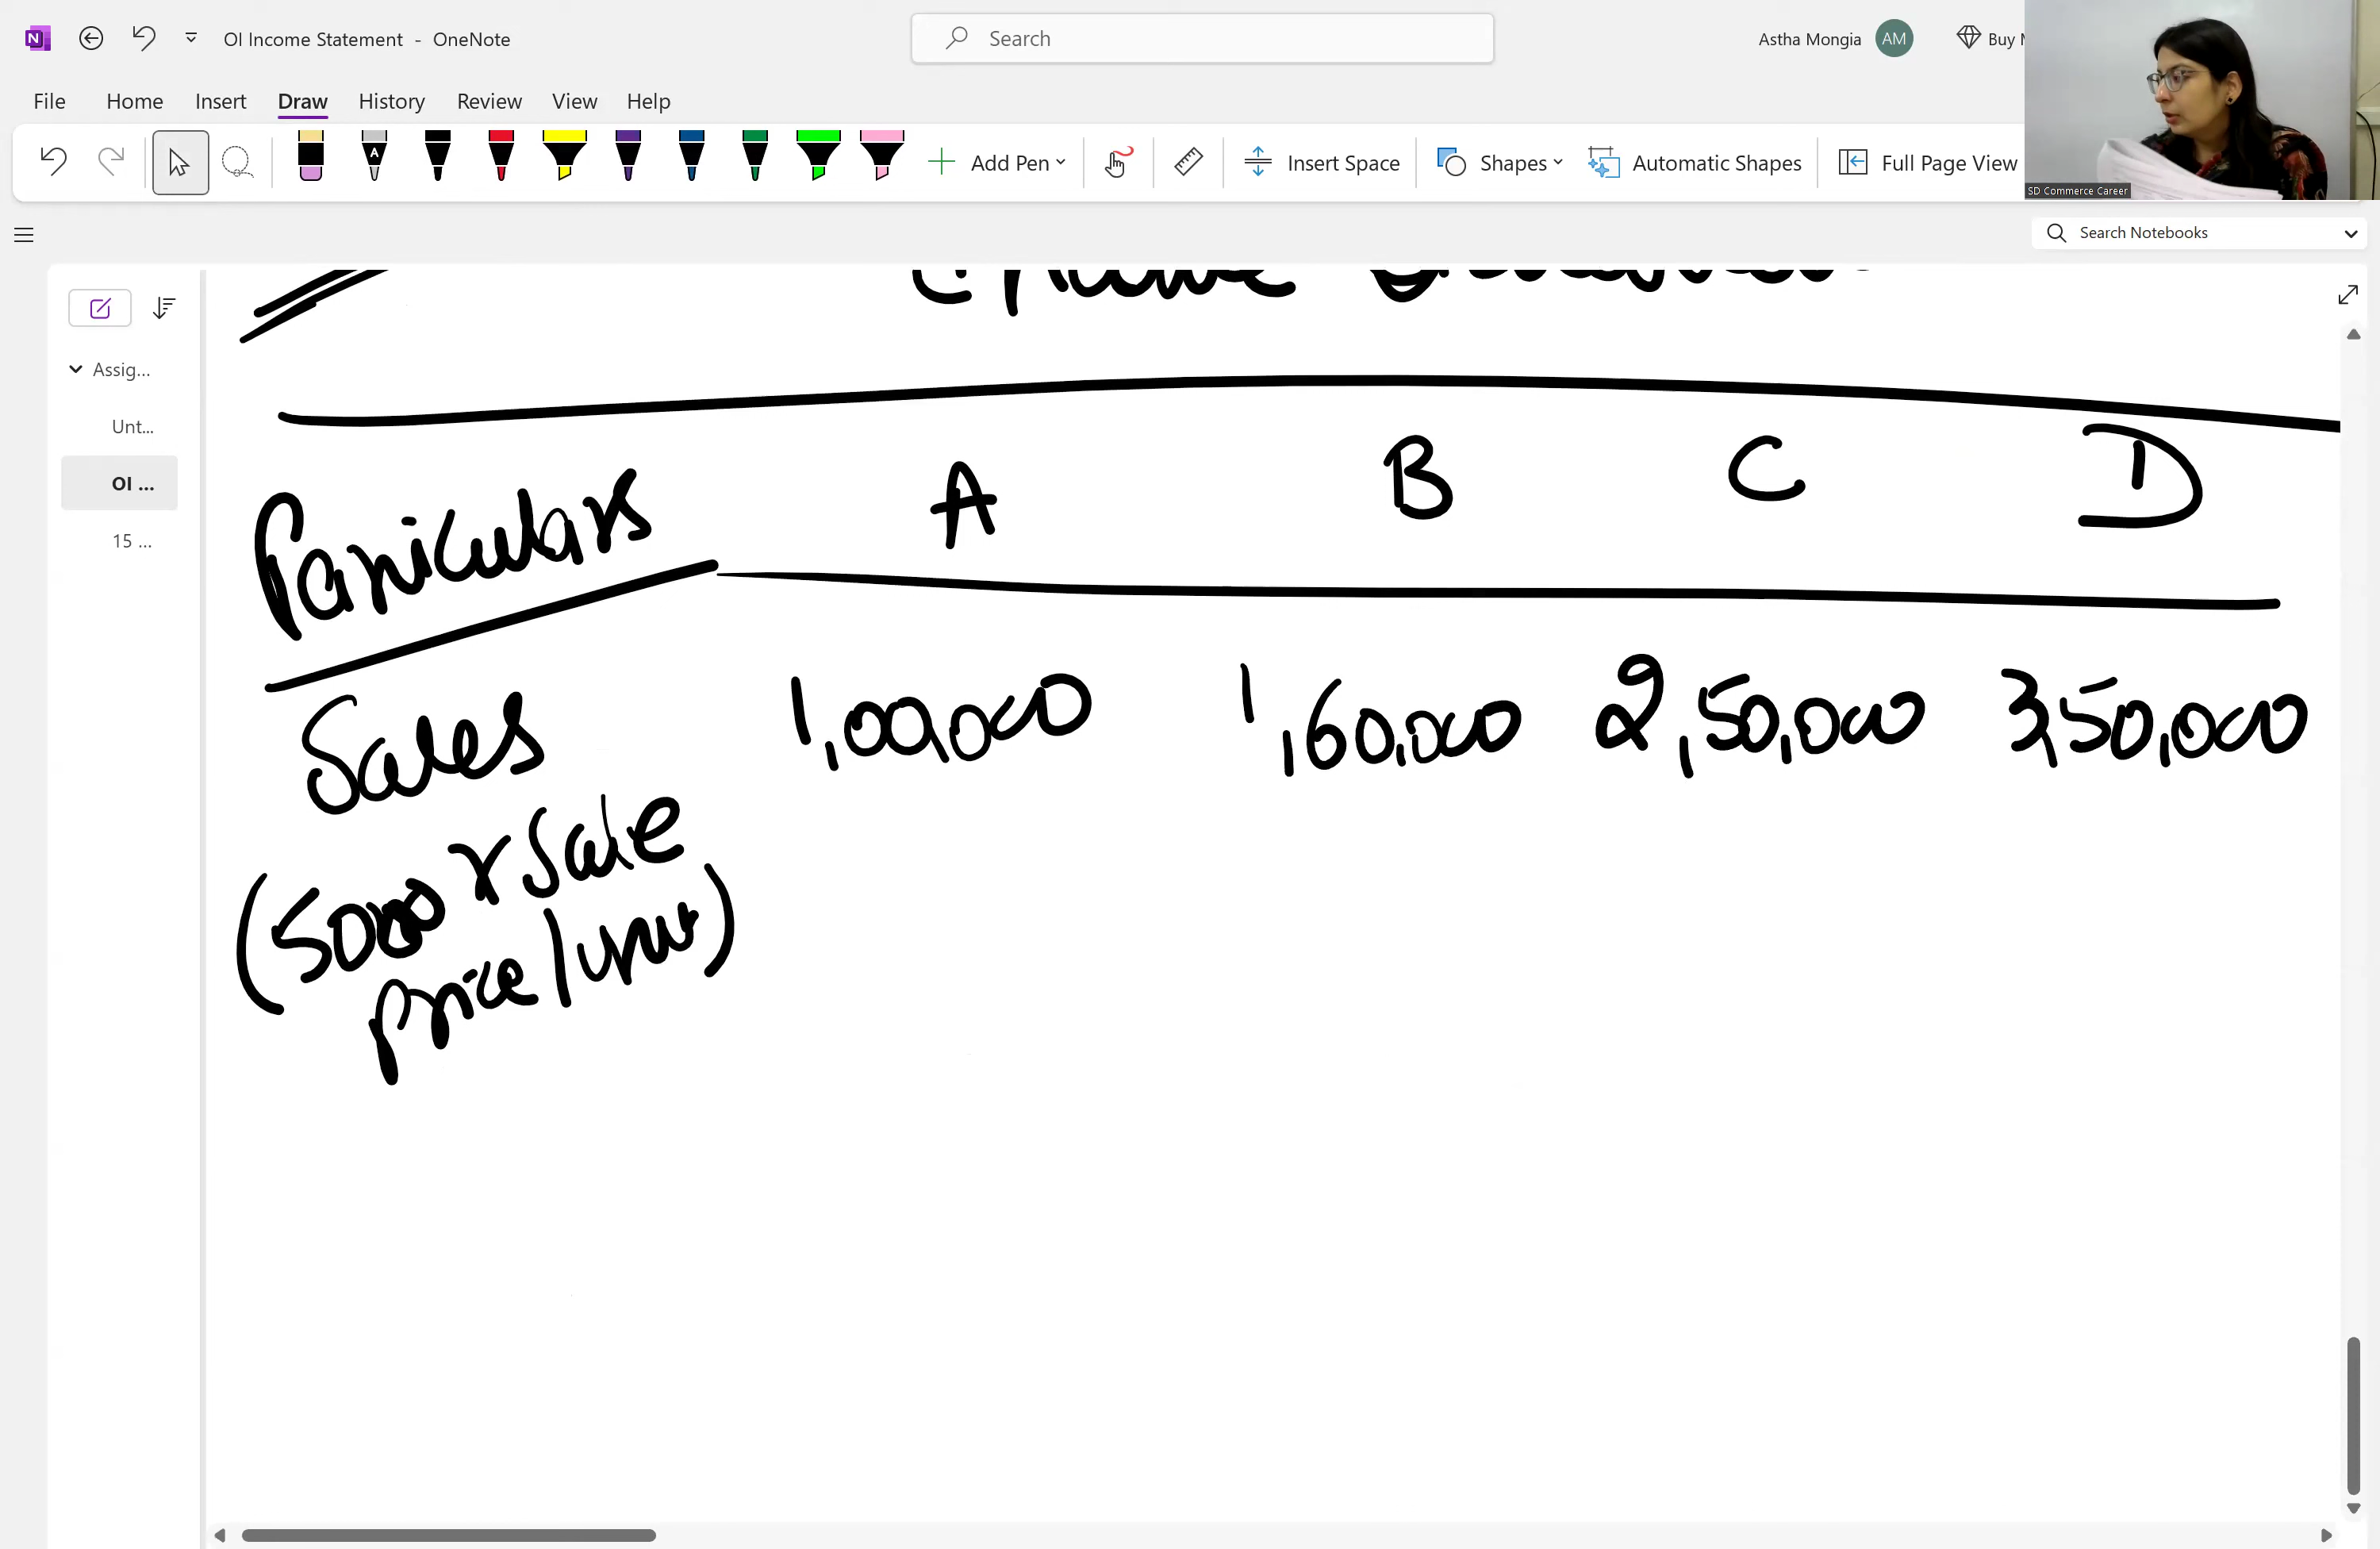 OI Income Statement - OneNote
Search
Astha Mongia AM
Buy
File Home Insert Draw History Review View Help
Add Pen Insert Space Shapes Automatic Shapes Full Page View
SD Commerce Career
Search Notebooks
Assig...
Unt...
OI ...
15 ...
Particulars A B C D
Sales 1,00,000 1,60,000 2,50,000 3,50,000
(5000 x Sale
price/unit)